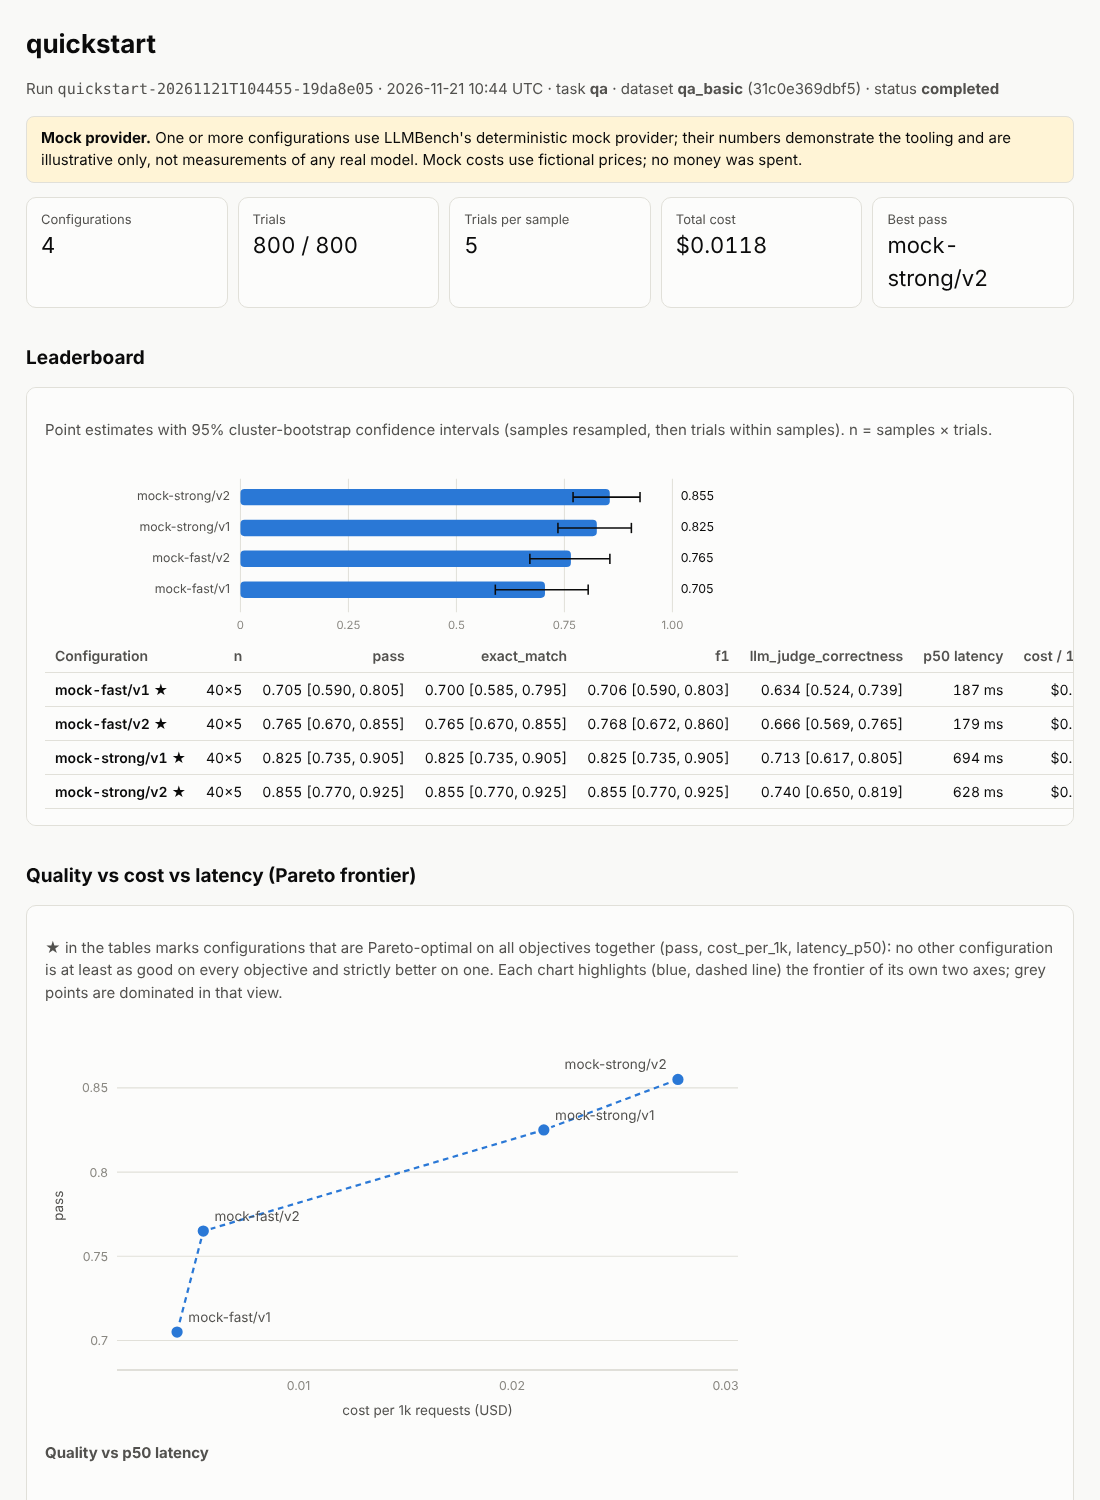 quickstart
Run quickstart-20261121T104455-19da8e05 · 2026-11-21 10:44 UTC · task qa · dataset qa_basic (31c0e369dbf5) · status completed
Mock provider. One or more configurations use LLMBench's deterministic mock provider; their numbers demonstrate the tooling and are
illustrative only, not measurements of any real model. Mock costs use fictional prices; no money was spent.
Configurations
4
Trials
800 / 800
Trials per sample
5
Total cost
$0.0118
Best pass
mock-
strong/v2
Leaderboard
Point estimates with 95% cluster-bootstrap confidence intervals (samples resampled, then trials within samples). n = samples × trials.
mock-strong/v2 0.855
mock-strong/v1 0.825
mock-fast/v2 0.765
mock-fast/v1 0.705
0 0.25 0.5 0.75 1.00
Configuration n pass exact_match f1 llm_judge_correctness p50 latency cost / 1
mock-fast/v1 ★ 40×5 0.705 [0.590, 0.805] 0.700 [0.585, 0.795] 0.706 [0.590, 0.803] 0.634 [0.524, 0.739] 187 ms $0.
mock-fast/v2 ★ 40×5 0.765 [0.670, 0.855] 0.765 [0.670, 0.855] 0.768 [0.672, 0.860] 0.666 [0.569, 0.765] 179 ms $0.
mock-strong/v1 ★ 40×5 0.825 [0.735, 0.905] 0.825 [0.735, 0.905] 0.825 [0.735, 0.905] 0.713 [0.617, 0.805] 694 ms $0.
mock-strong/v2 ★ 40×5 0.855 [0.770, 0.925] 0.855 [0.770, 0.925] 0.855 [0.770, 0.925] 0.740 [0.650, 0.819] 628 ms $0.
Quality vs cost vs latency (Pareto frontier)
★ in the tables marks configurations that are Pareto-optimal on all objectives together (pass, cost_per_1k, latency_p50): no other configuration
is at least as good on every objective and strictly better on one. Each chart highlights (blue, dashed line) the frontier of its own two axes; grey
points are dominated in that view.
mock-strong/v2
0.85
mock-strong/v1
0.8
pass
mock-fast/v2
0.75
mock-fast/v1
0.7
0.01 0.02 0.03
cost per 1k requests (USD)
Quality vs p50 latency